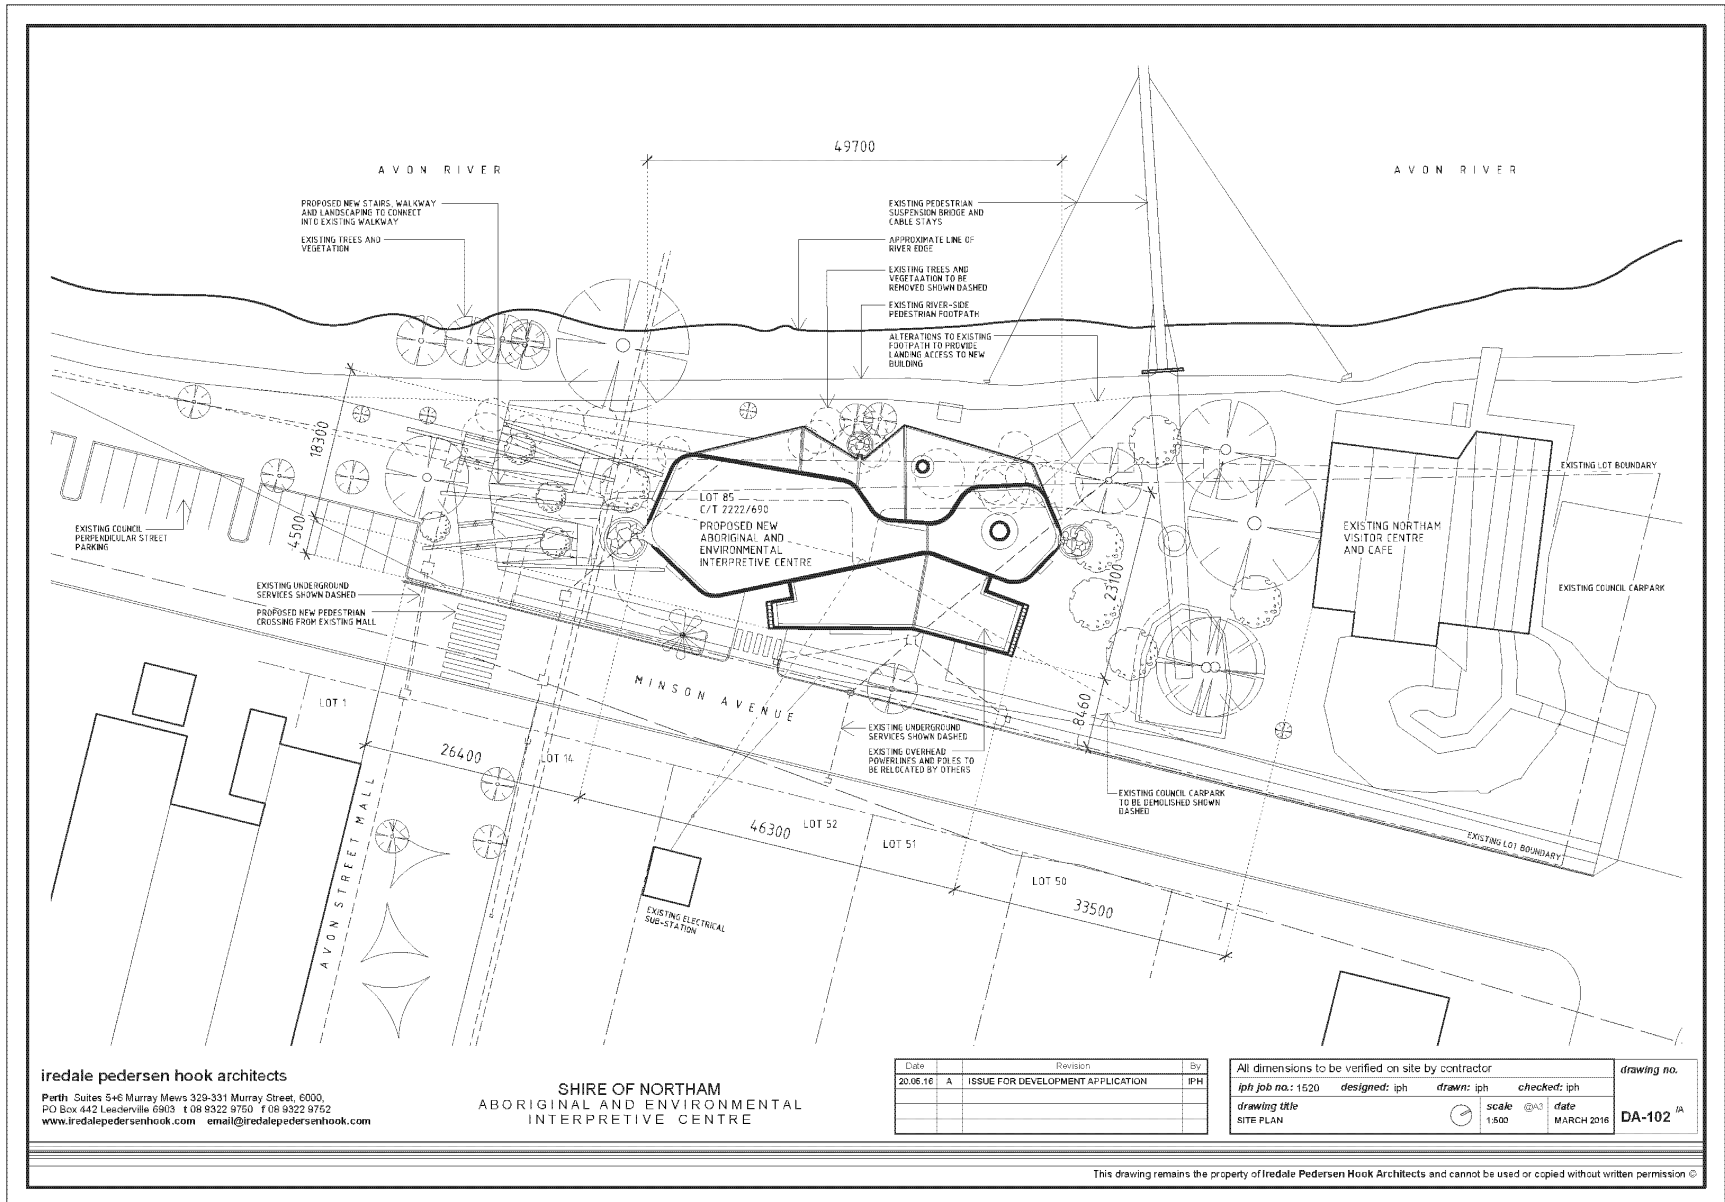 49700
AVON RIVER
AVON RIVER
PROPOSED NEW STAIRS, WALKWAY
AND LANDSCAPING TO CONNECT
INTO EXISTING WALKWAY
EXISTING TREES AND
VEGETATION
EXISTING PEDESTRIAN
SUSPENSION BRIDGE AND
CABLE STAYS
APPROXIMATE LINE OF
RIVER EDGE
EXISTING TREES AND
VEGETAATION TO BE
REMOVED SHOWN DASHED
EXISTING RIVER-SIDE
PEDESTRIAN FOOTPATH
ALTERATIONS TO EXISTING
FOOTPATH TO PROVIDE
LANDING ACCESS TO NEW
BUILDING
18300
4500
EXISTING COUNCIL
PERPENDICULAR STREET
PARKING
LOT 85
C/T 2222/690
PROPOSED NEW
ABORIGINAL AND
ENVIRONMENTAL
INTERPRETIVE CENTRE
EXISTING LOT BOUNDARY
EXISTING NORTHAM
VISITOR CENTRE
AND CAFE
EXISTING COUNCIL CARPARK
23100
EXISTING UNDERGROUND
SERVICES SHOWN DASHED
PROPOSED NEW PEDESTRIAN
CROSSING FROM EXISTING MALL
MINSON AVENUE
LOT 1
8460
EXISTING UNDERGROUND
SERVICES SHOWN DASHED
EXISTING OVERHEAD
POWERLINES AND POLES TO
BE RELOCATED BY OTHERS
26400
LOT 14
EXISTING COUNCIL CARPARK
TO BE DEMOLISHED SHOWN
DASHED
46300
LOT 52
LOT 51
EXISTING LOT BOUNDARY
LOT 50
33500
AVON STREET MALL
EXISTING ELECTRICAL
SUB-STATION
iredale pedersen hook architects
Perth Suites 5+6 Murray Mews 329-331 Murray Street, 6000,
PO Box 442 Leederville 6903 t 08 9322 9750 f 08 9322 9752
www.iredalepedersenhook.com email@iredalepedersenhook.com
SHIRE OF NORTHAM
ABORIGINAL AND ENVIRONMENTAL
INTERPRETIVE CENTRE
Date Revision By
20.05.16 A ISSUE FOR DEVELOPMENT APPLICATION IPH
All dimensions to be verified on site by contractor
iph job no.: 1520 designed: iph drawn: iph checked: iph
drawing title
SITE PLAN
scale @A3
1:500
date
MARCH 2016
drawing no.
DA-102 /A
This drawing remains the property of Iredale Pedersen Hook Architects and cannot be used or copied without written permission ©